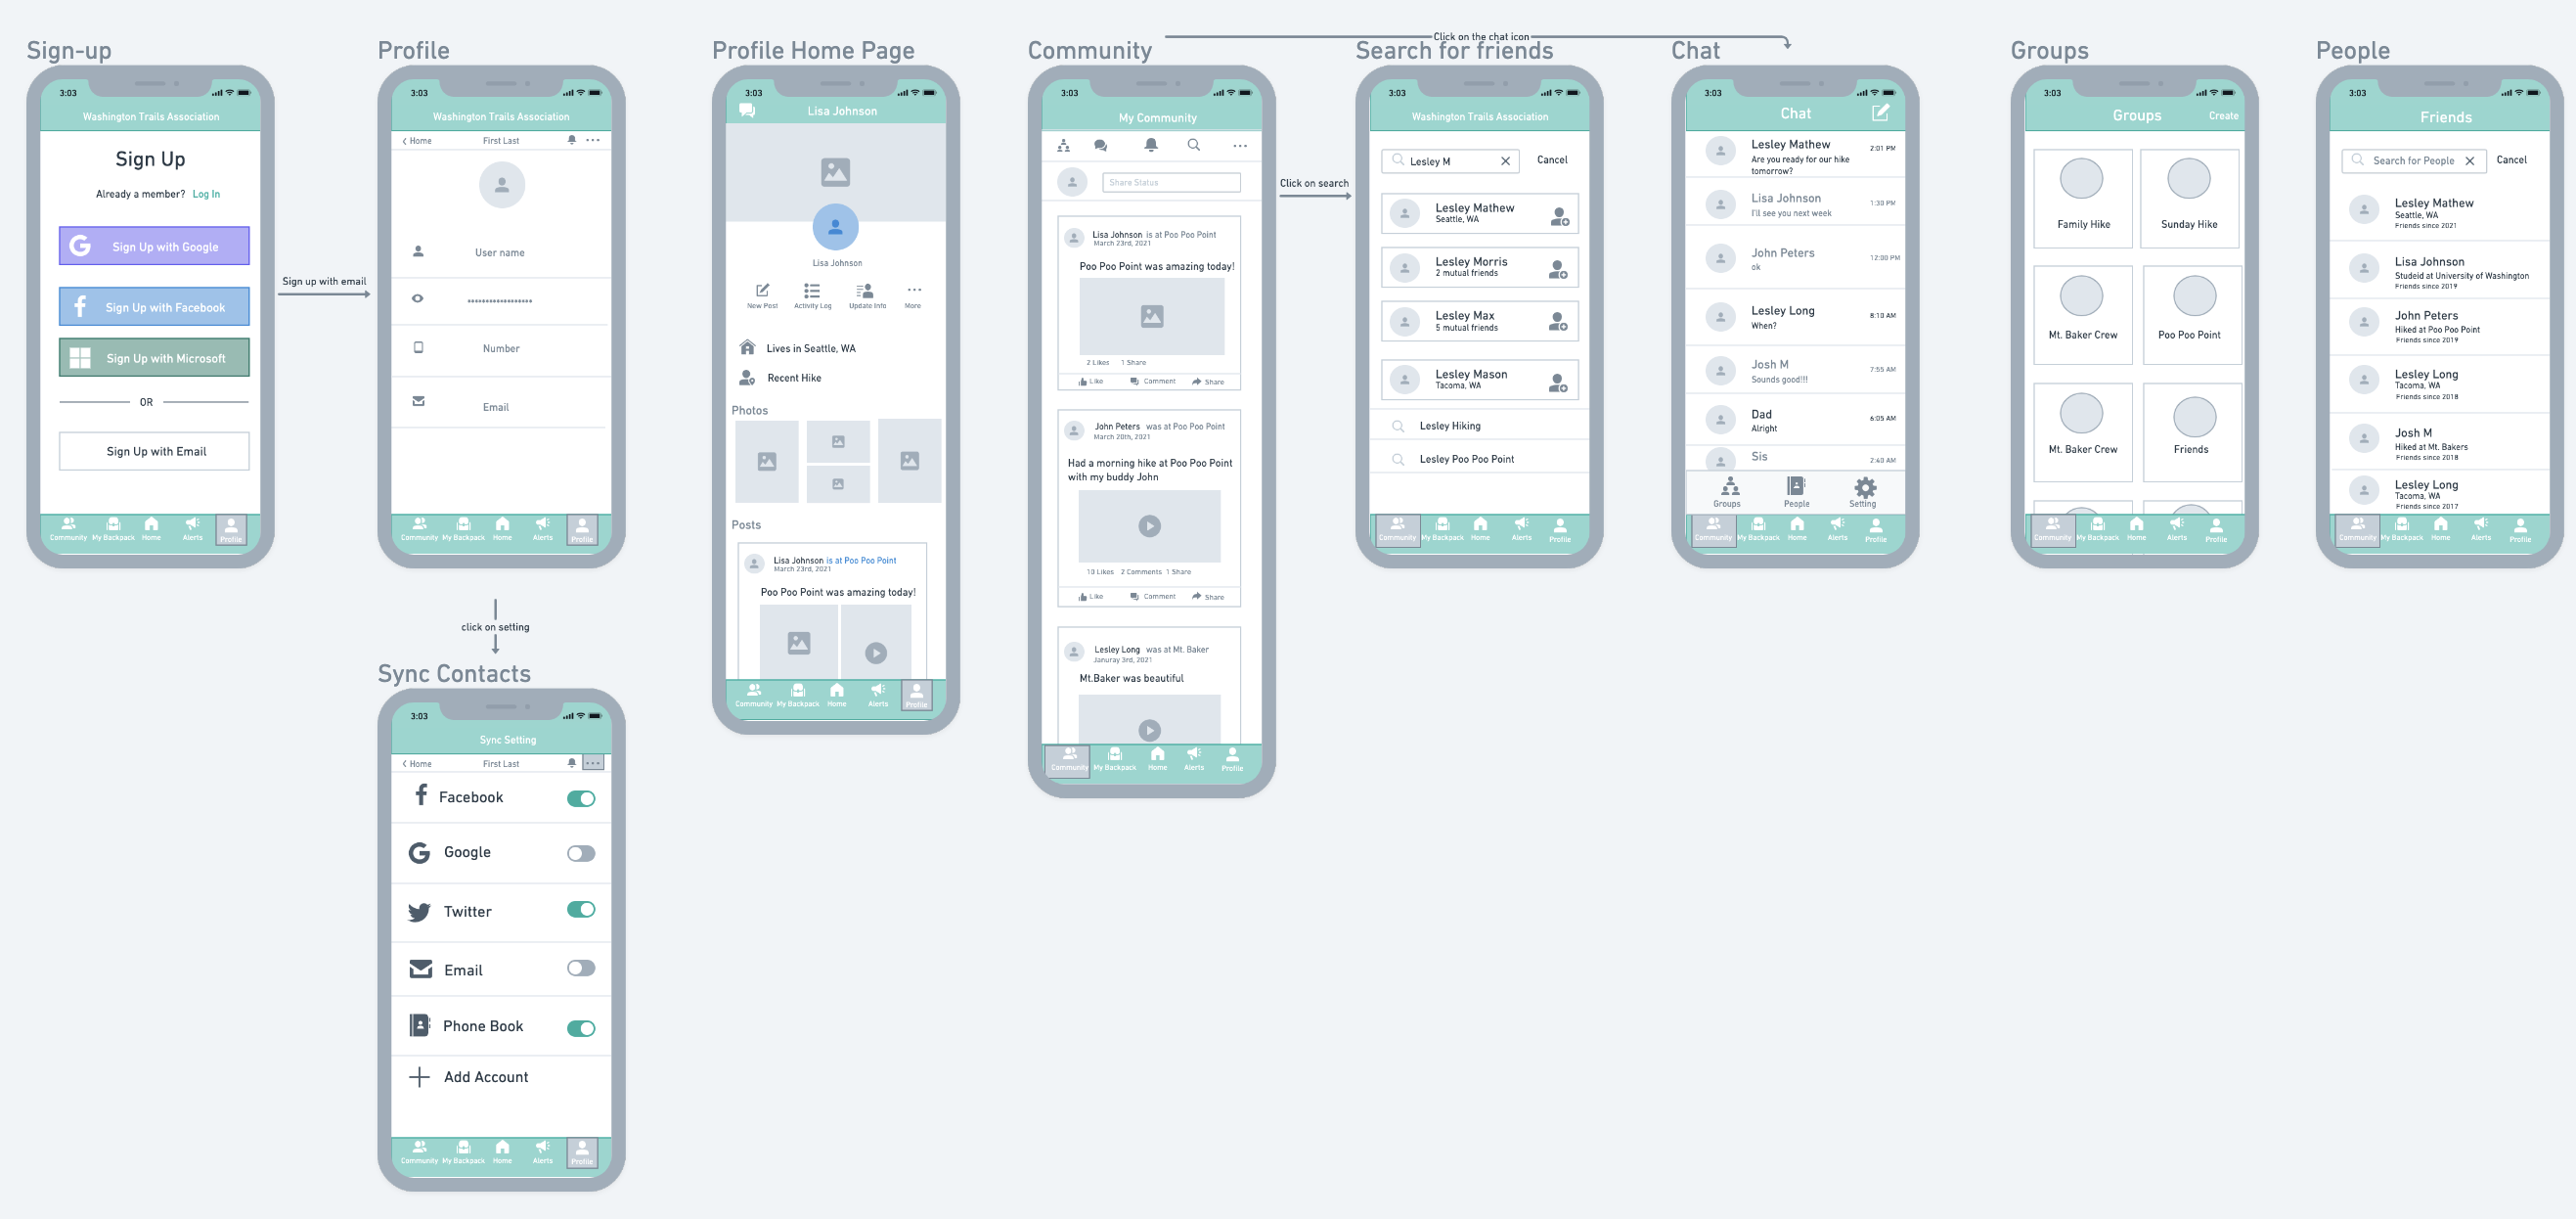 Sign-up
3:03
Washington Trails Association
Sign Up
Already a member? Log In
Sign Up with Google
Sign Up with Facebook
Sign Up with Microsoft
OR
Sign Up with Email
Community My Backpack Home Alerts Profile
Sign up with email
Profile
3:03
Washington Trails Association
Home First Last
User name
Number
Email
Community My Backpack Home Alerts Profile
click on setting
Sync Contacts
3:03
Sync Setting
Home First Last
Facebook
Google
Twitter
Email
Phone Book
Add Account
Community My Backpack Home Alerts Profile
Profile Home Page
3:03
Lisa Johnson
Lisa Johnson
New Post Activity Log Update Info More
Lives in Seattle, WA
Recent Hike
Photos
Posts
Lisa Johnson is at Poo Poo Point
March 23rd, 2021
Poo Poo Point was amazing today!
Community My Backpack Home Alerts Profile
Community
3:03
My Community
Share Status
Lisa Johnson is at Poo Poo Point
March 23rd, 2021
Poo Poo Point was amazing today!
2 Likes 1 Share
Like Comment Share
John Peters was at Poo Poo Point
March 20th, 2021
Had a morning hike at Poo Poo Point
with my buddy John
10 Likes 2 Comments 1 Share
Like Comment Share
Lesley Long was at Mt. Baker
Januray 3rd, 2021
Mt.Baker was beautiful
Community My Backpack Home Alerts Profile
Click on the chat icon
Click on search
Search for friends
3:03
Washington Trails Association
Lesley M Cancel
Lesley Mathew
Seattle, WA
Lesley Morris
2 mutual friends
Lesley Max
5 mutual friends
Lesley Mason
Tacoma, WA
Lesley Hiking
Lesley Poo Poo Point
Community My Backpack Home Alerts Profile
Chat
3:03
Chat
Lesley Mathew 2:01 PM
Are you ready for our hike
tomorrow?
Lisa Johnson 1:30 PM
I'll see you next week
John Peters 12:00 PM
ok
Lesley Long 8:10 AM
When?
Josh M 7:55 AM
Sounds good!!!
Dad 6:05 AM
Alright
Sis 2:40 AM
Groups People Setting
Community My Backpack Home Alerts Profile
Groups
3:03
Groups Create
Family Hike Sunday Hike
Mt. Baker Crew Poo Poo Point
Mt. Baker Crew Friends
Community My Backpack Home Alerts Profile
People
3:03
Friends
Search for People Cancel
Lesley Mathew
Seattle, WA
Friends since 2021
Lisa Johnson
Studeid at University of Washington
Friends since 2019
John Peters
Hiked at Poo Poo Point
Friends since 2019
Lesley Long
Tacoma, WA
Friends since 2018
Josh M
Hiked at Mt. Bakers
Friends since 2018
Lesley Long
Tacoma, WA
Friends since 2017
Community My Backpack Home Alerts Profile